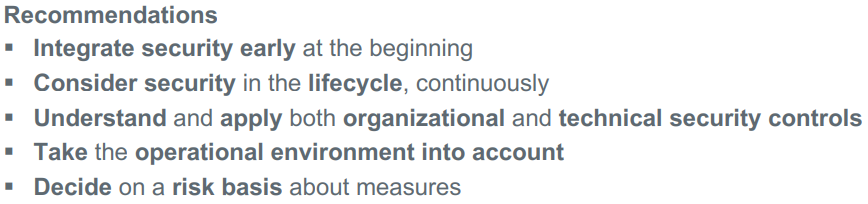 Recommendations
▪ Integrate security early at the beginning
▪ Consider security in the lifecycle, continuously
▪ Understand and apply both organizational and technical security controls
▪ Take the operational environment into account
▪ Decide on a risk basis about measures